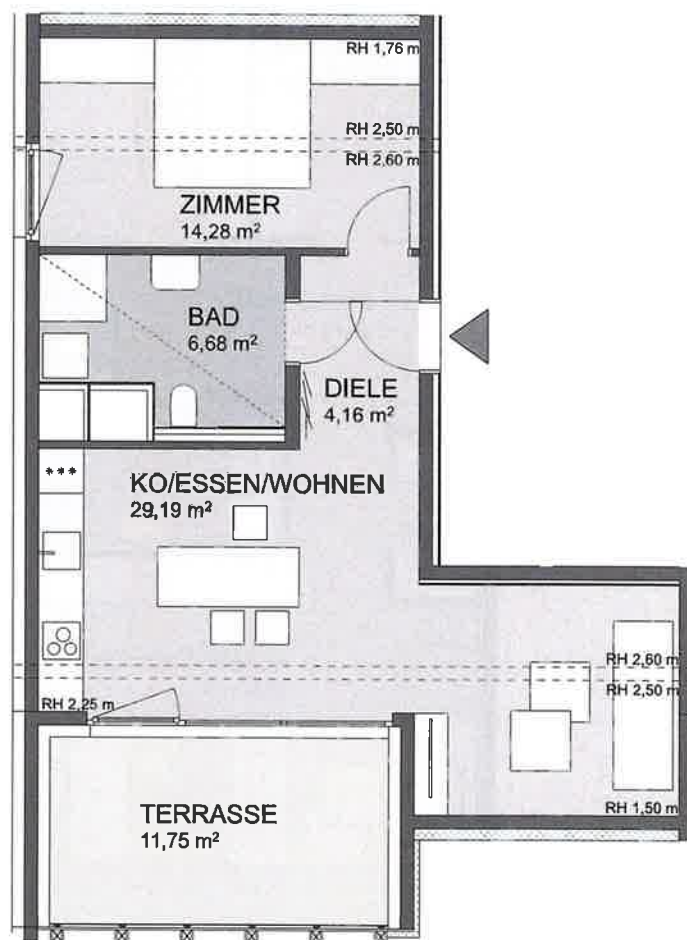 RH 1,76 m
RH 2,50 m
RH 2,60 m
ZIMMER
14,28 m²
BAD
6,68 m²
DIELE
4,16 m²
***
KO/ESSEN/WOHNEN
29,19 m²
RH 2,60 m
RH 2,50 m
RH 2,25 m
RH 1,50 m
TERRASSE
11,75 m²